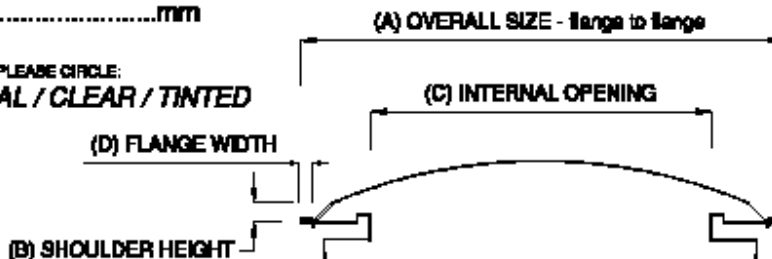 ....................mm
(A) OVERALL SIZE - flange to flange
PLEASE CIRCLE:
AL / CLEAR / TINTED
(C) INTERNAL OPENING
(D) FLANGE WIDTH
(B) SHOULDER HEIGHT